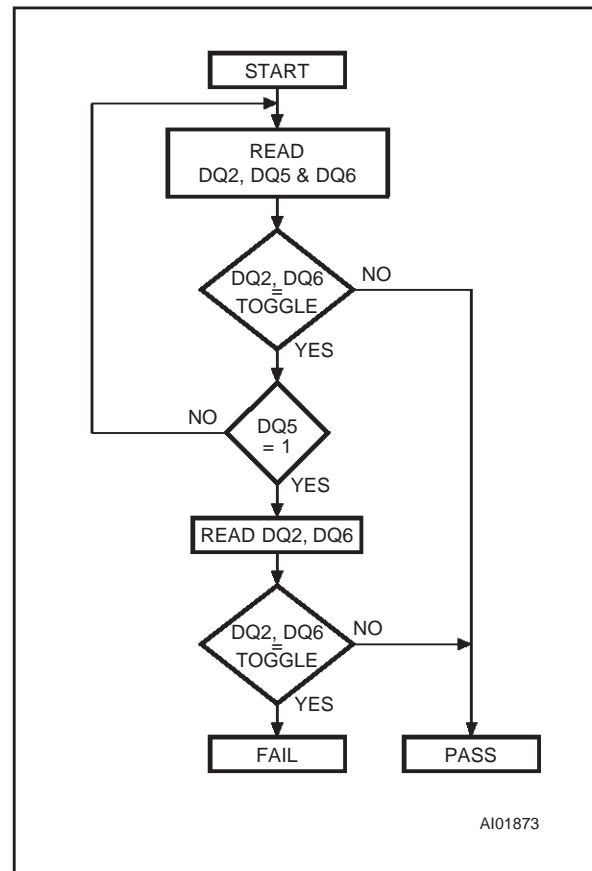 START
READ
DQ2, DQ5 & DQ6
DQ2, DQ6
=
TOGGLE
NO
YES
NO
DQ5
= 1
YES
READ DQ2, DQ6
DQ2, DQ6
=
TOGGLE
NO
YES
FAIL
PASS
AI01873